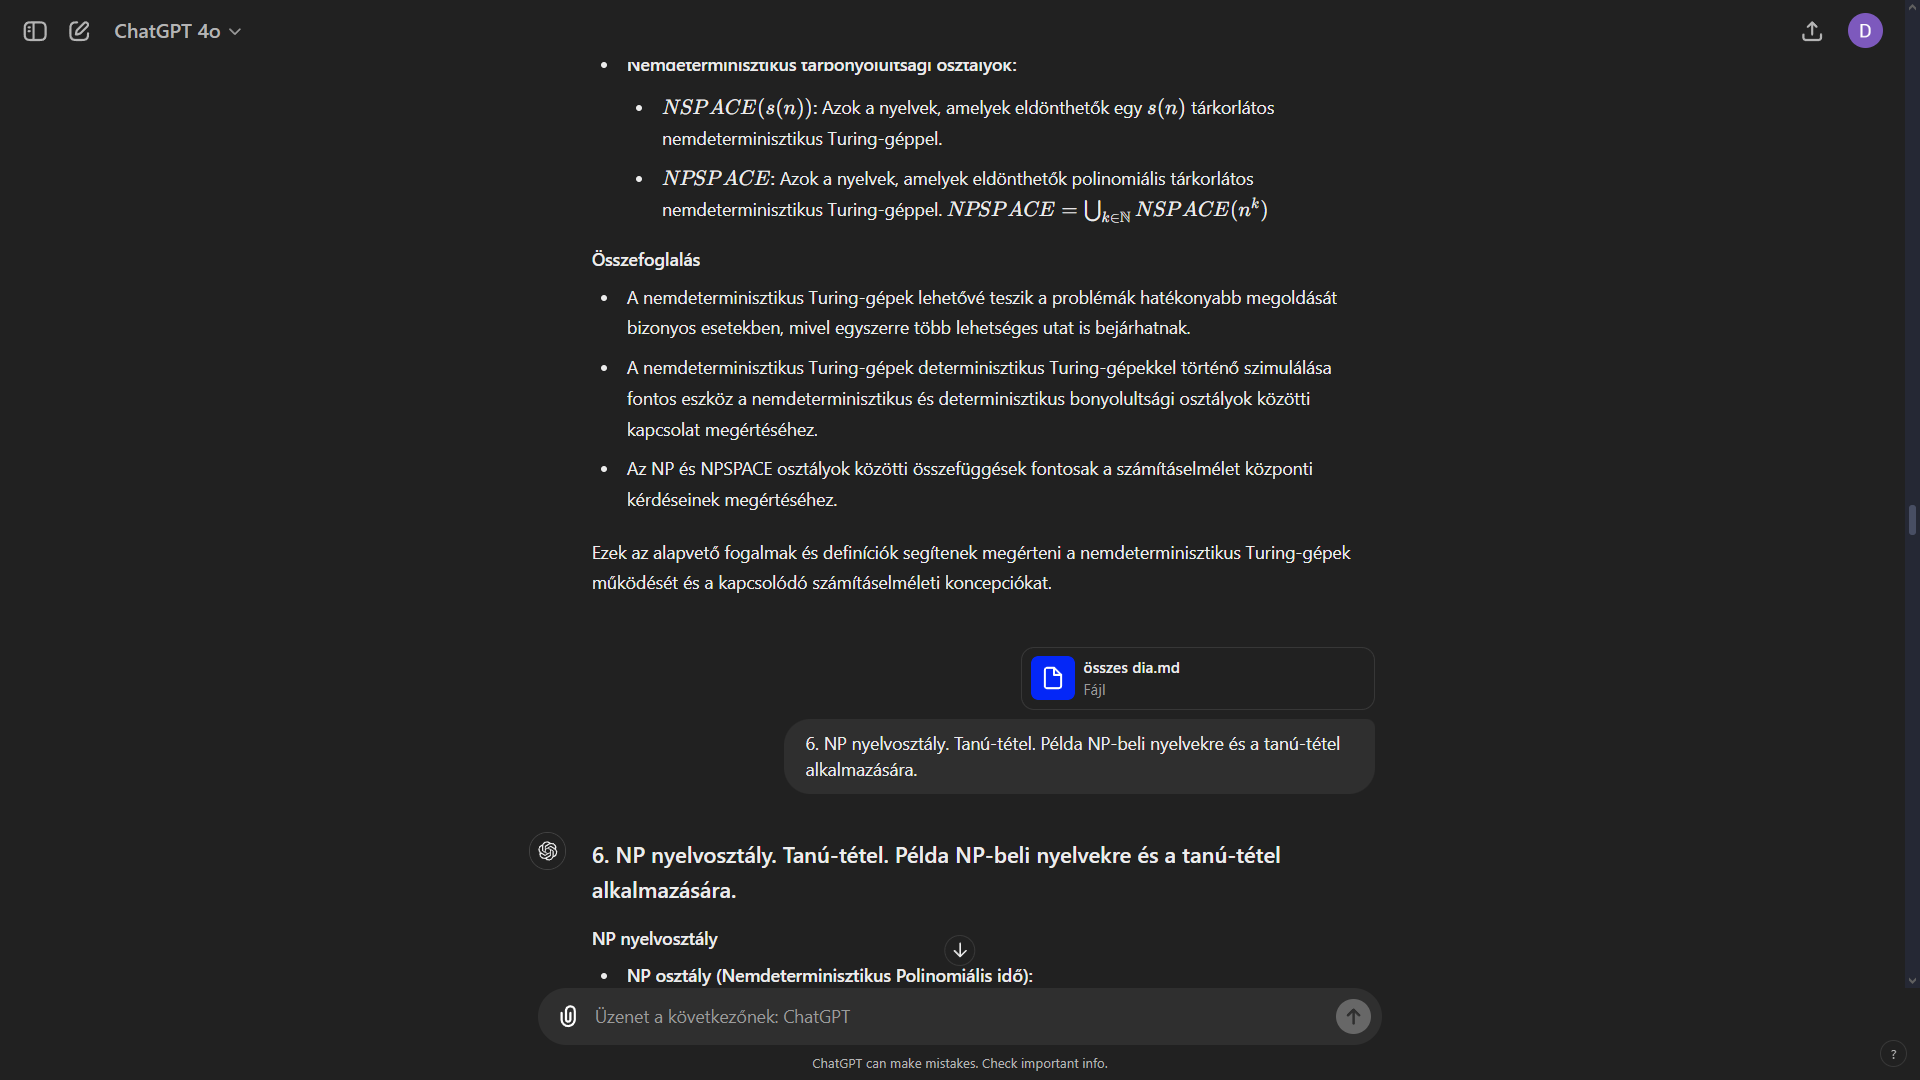 ChatGPT 4o
D
Nemdeterminisztikus tárbonyolultsági osztályok:
NSPACE(s(n)): Azok a nyelvek, amelyek eldönthetők egy s(n) tárkorlátos
nemdeterminisztikus Turing-géppel.
NPSPACE: Azok a nyelvek, amelyek eldönthetők polinomiális tárkorlátos
nemdeterminisztikus Turing-géppel. NPSPACE = ⋃ₖ∈ℕ NSPACE(nᵏ)
Összefoglalás
A nemdeterminisztikus Turing-gépek lehetővé teszik a problémák hatékonyabb megoldását
bizonyos esetekben, mivel egyszerre több lehetséges utat is bejárhatnak.
A nemdeterminisztikus Turing-gépek determinisztikus Turing-gépekkel történő szimulálása
fontos eszköz a nemdeterminisztikus és determinisztikus bonyolultsági osztályok közötti
kapcsolat megértéséhez.
Az NP és NPSPACE osztályok közötti összefüggések fontosak a számításelmélet központi
kérdéseinek megértéséhez.
Ezek az alapvető fogalmak és definíciók segítenek megérteni a nemdeterminisztikus Turing-gépek
működését és a kapcsolódó számításelméleti koncepciókat.
összes dia.md
Fájl
6. NP nyelvosztály. Tanú-tétel. Példa NP-beli nyelvekre és a tanú-tétel
alkalmazására.
6. NP nyelvosztály. Tanú-tétel. Példa NP-beli nyelvekre és a tanú-tétel
alkalmazására.
NP nyelvosztály
NP osztály (Nemdeterminisztikus Polinomiális idő):
Üzenet a következőnek: ChatGPT
ChatGPT can make mistakes. Check important info.
?